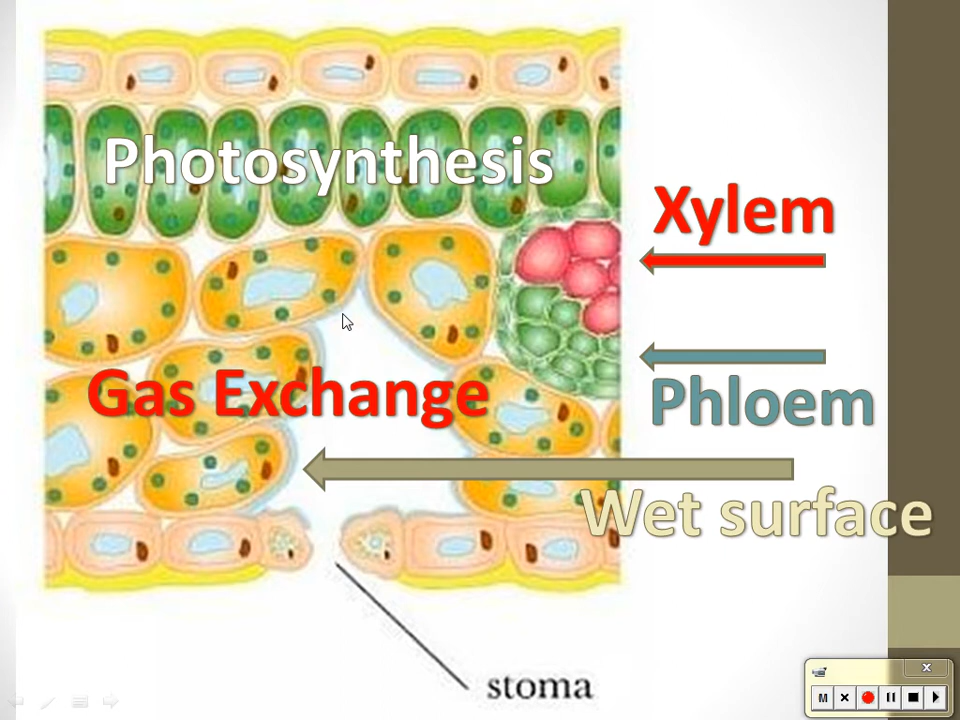 Photosynthesis
Xylem
Gas Exchange
Phloem
Wet surface
stoma
M